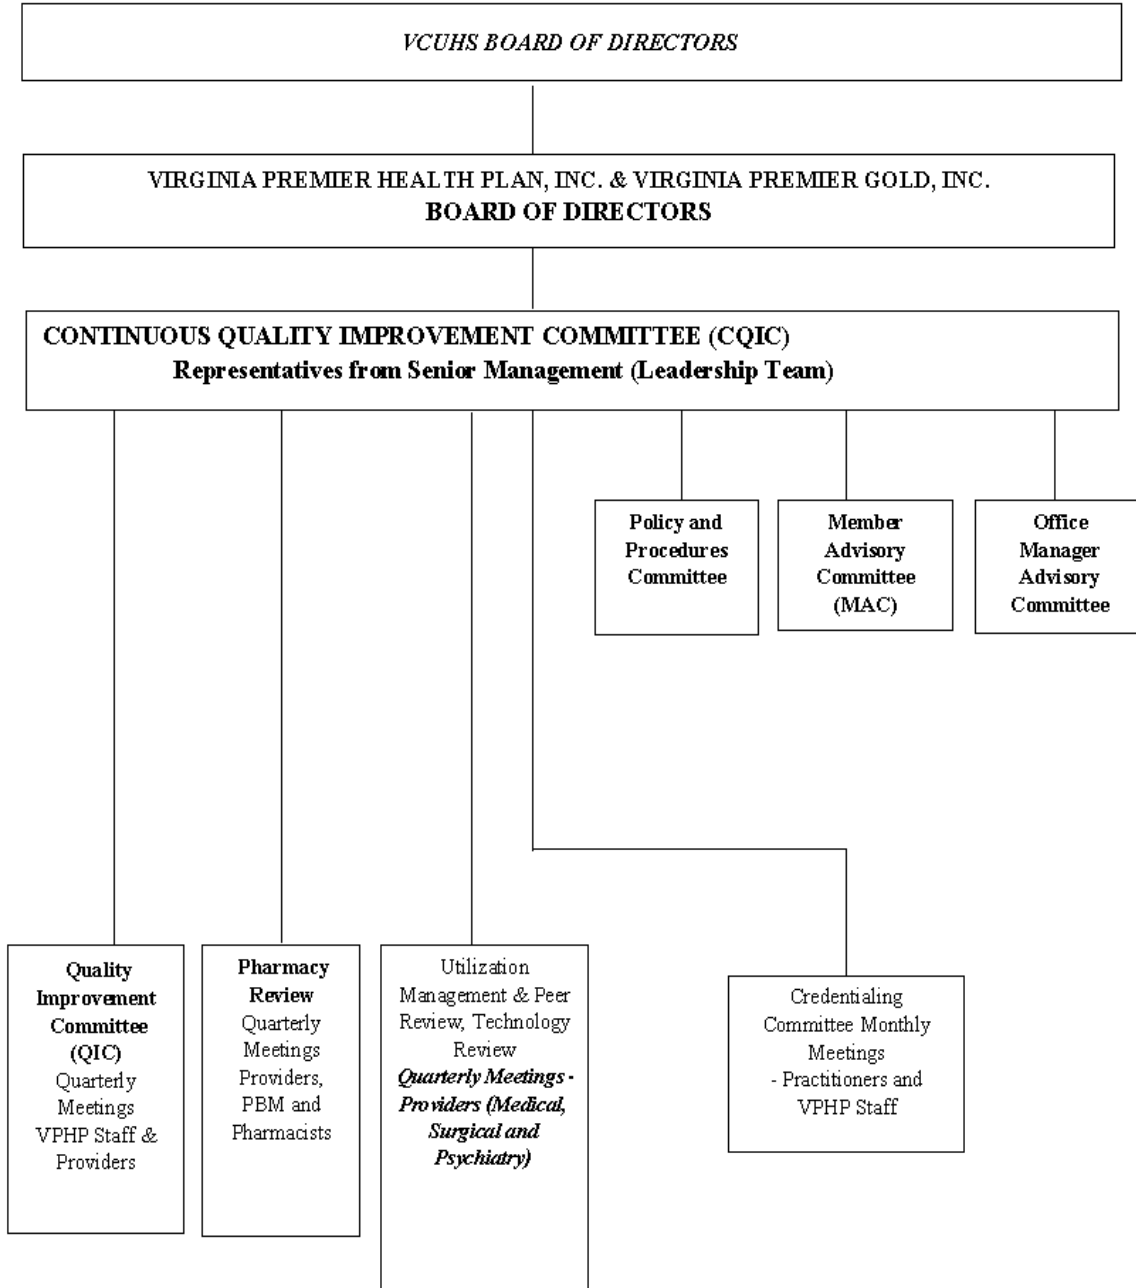 VCUHS BOARD OF DIRECTORS
VIRGINIA PREMIER HEALTH PLAN, INC. & VIRGINIA PREMIER GOLD, INC.
BOARD OF DIRECTORS
CONTINUOUS QUALITY IMPROVEMENT COMMITTEE (CQIC)
Representatives from Senior Management (Leadership Team)
Policy and
Procedures
Committee
Member
Advisory
Committee
(MAC)
Office
Manager
Advisory
Committee
Quality
Improvement
Committee
(QIC)
Quarterly
Meetings
VPHP Staff &
Providers
Pharmacy
Review
Quarterly
Meetings
Providers,
PBM and
Pharmacists
Utilization
Management & Peer
Review, Technology
Review
Quarterly Meetings -
Providers (Medical,
Surgical and
Psychiatry)
Credentialing
Committee Monthly
Meetings
- Practitioners and
VPHP Staff